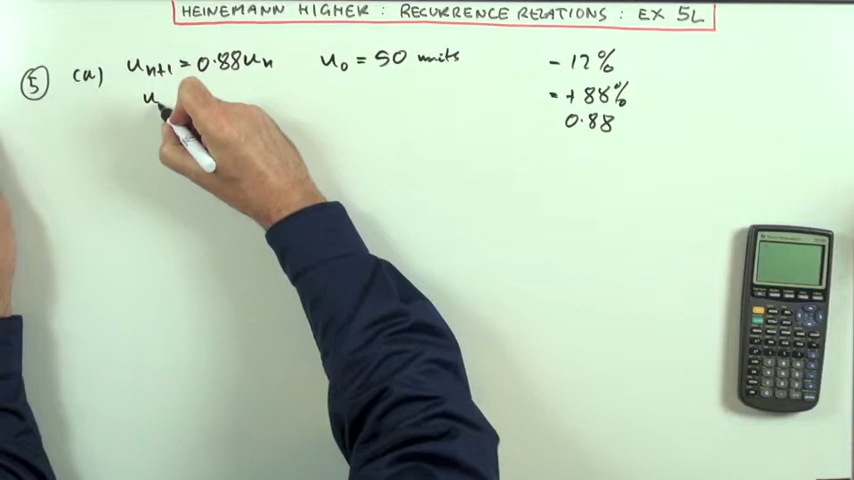 HEINEMANN HIGHER : RECURRENCE RELATIONS : EX 5L
5 (a) uₙ₊₁ = 0.88uₙ u₀ = 50 units
u
- 12%
= + 88%
0.88